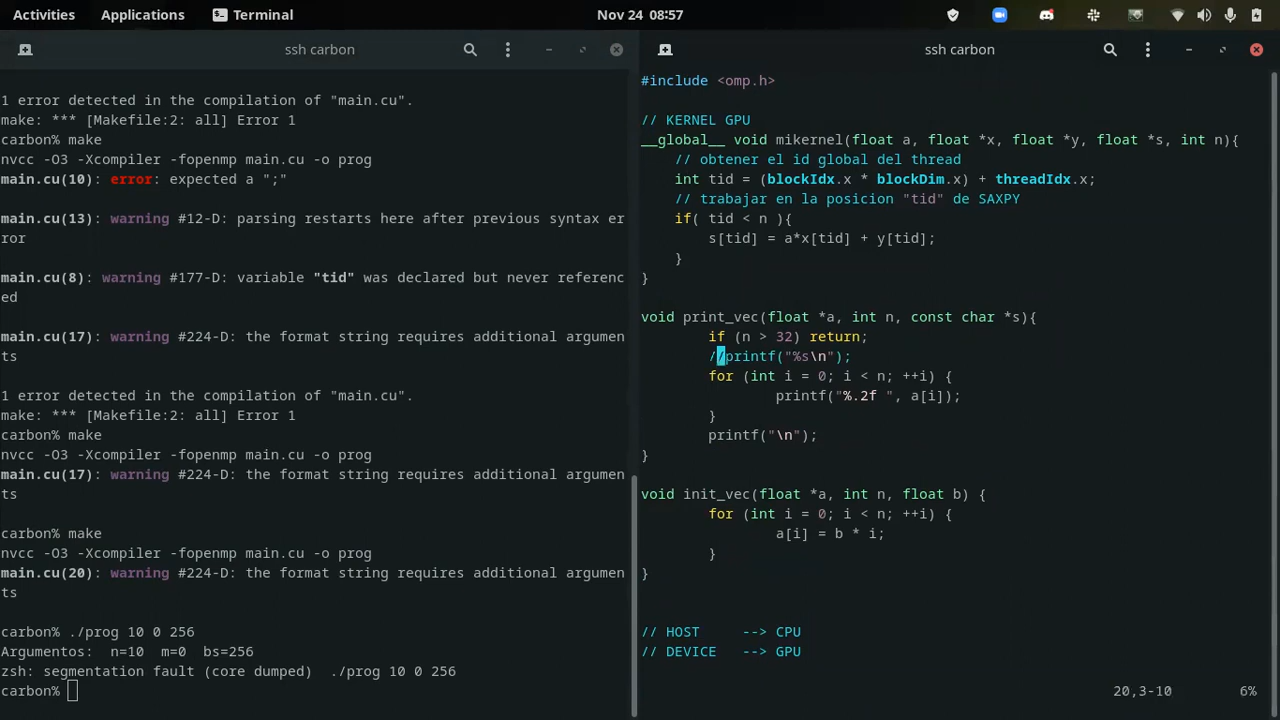 Activities Applications Terminal Nov 24 08:57
ssh carbon
1 error detected in the compilation of "main.cu".
make: *** [Makefile:2: all] Error 1
carbon% make
nvcc -O3 -Xcompiler -fopenmp main.cu -o prog
main.cu(10): error: expected a ";"
main.cu(13): warning #12-D: parsing restarts here after previous syntax er
ror
main.cu(8): warning #177-D: variable "tid" was declared but never referenc
ed
main.cu(17): warning #224-D: the format string requires additional argumen
ts
1 error detected in the compilation of "main.cu".
make: *** [Makefile:2: all] Error 1
carbon% make
nvcc -O3 -Xcompiler -fopenmp main.cu -o prog
main.cu(17): warning #224-D: the format string requires additional argumen
ts
carbon% make
nvcc -O3 -Xcompiler -fopenmp main.cu -o prog
main.cu(20): warning #224-D: the format string requires additional argumen
ts
carbon% ./prog 10 0 256
Argumentos:  n=10  m=0  bs=256
zsh: segmentation fault (core dumped)  ./prog 10 0 256
carbon%
ssh carbon
#include <omp.h>
// KERNEL GPU
__global__ void mikernel(float a, float *x, float *y, float *s, int n){
    // obtener el id global del thread
    int tid = (blockIdx.x * blockDim.x) + threadIdx.x;
    // trabajar en la posicion "tid" de SAXPY
    if( tid < n ){
        s[tid] = a*x[tid] + y[tid];
    }
}
void print_vec(float *a, int n, const char *s){
        if (n > 32) return;
        //printf("%s\n");
        for (int i = 0; i < n; ++i) {
                printf("%.2f ", a[i]);
        }
        printf("\n");
}
void init_vec(float *a, int n, float b) {
        for (int i = 0; i < n; ++i) {
                a[i] = b * i;
        }
}
// HOST     --> CPU
// DEVICE   --> GPU
20,3-10 6%